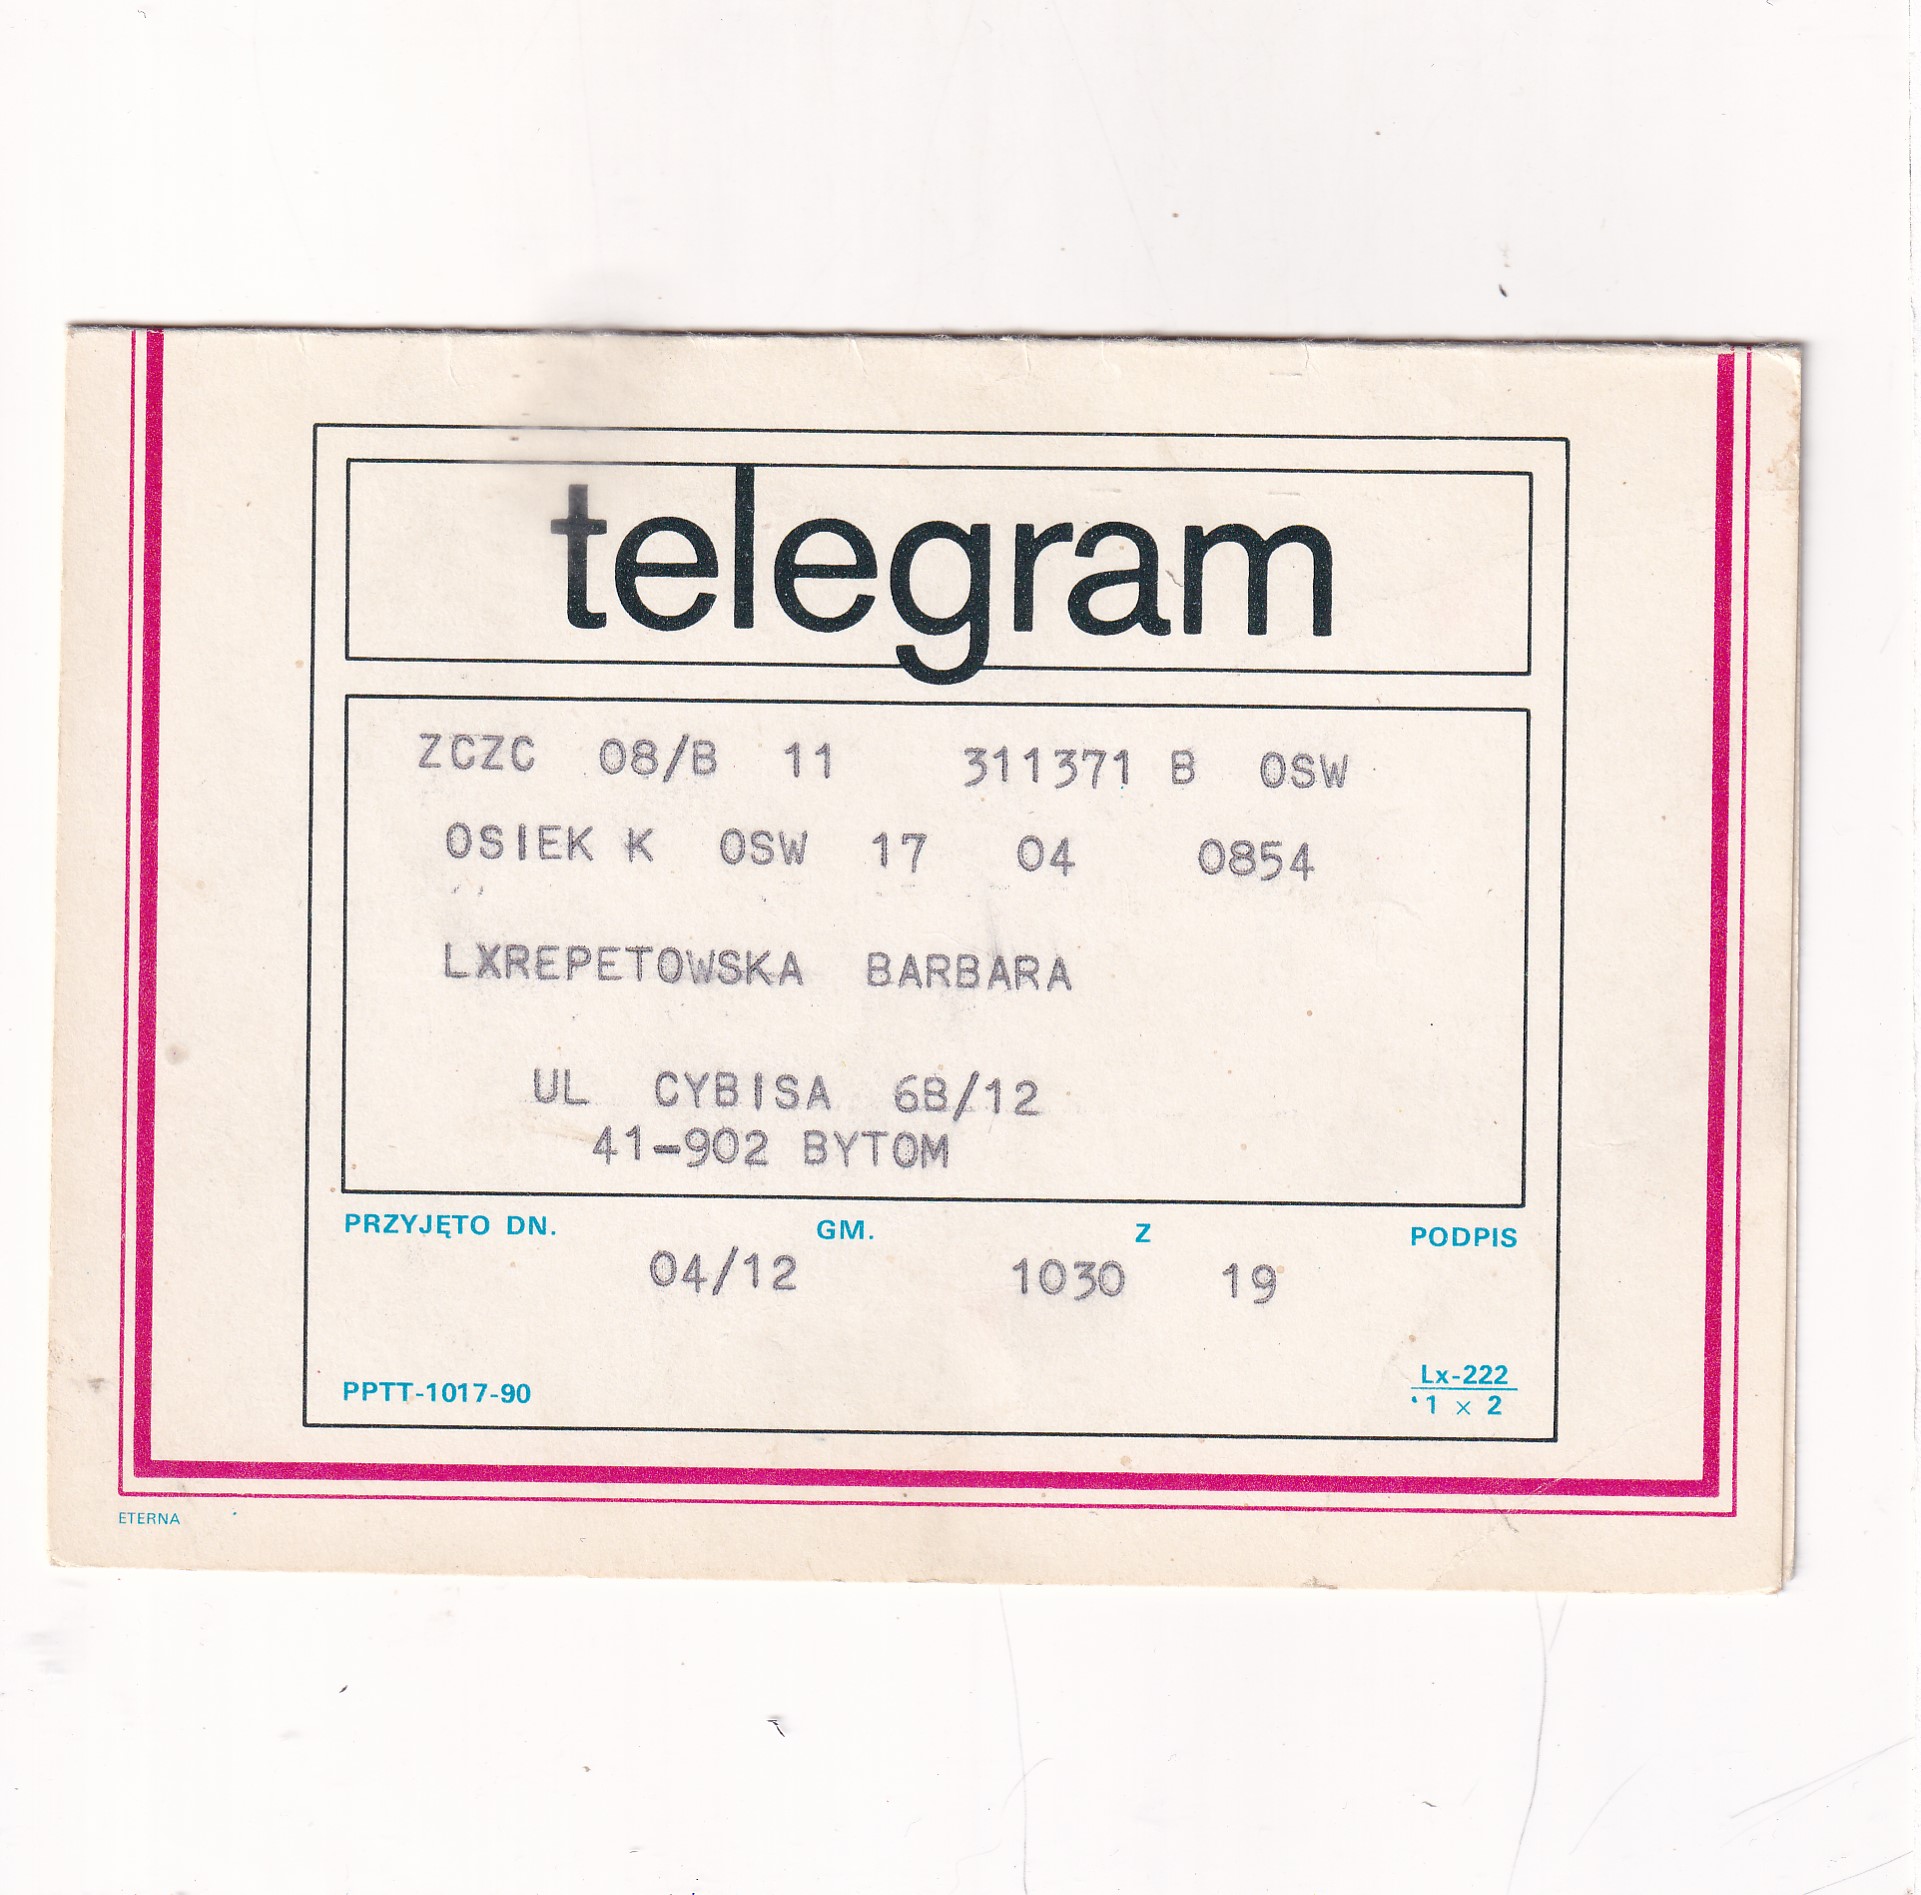 telegram
ZCZC 08/B 11 311371 B OSW
OSIEK K OSW 17 04 0854
LXREPETOWSKA BARBARA
UL CYBISA 6B/12
41-902 BYTOM
PRZYJĘTO DN. GM. Z PODPIS
04/12 1030 19
PPTT-1017-90
Lx-222
1 x 2
ETERNA